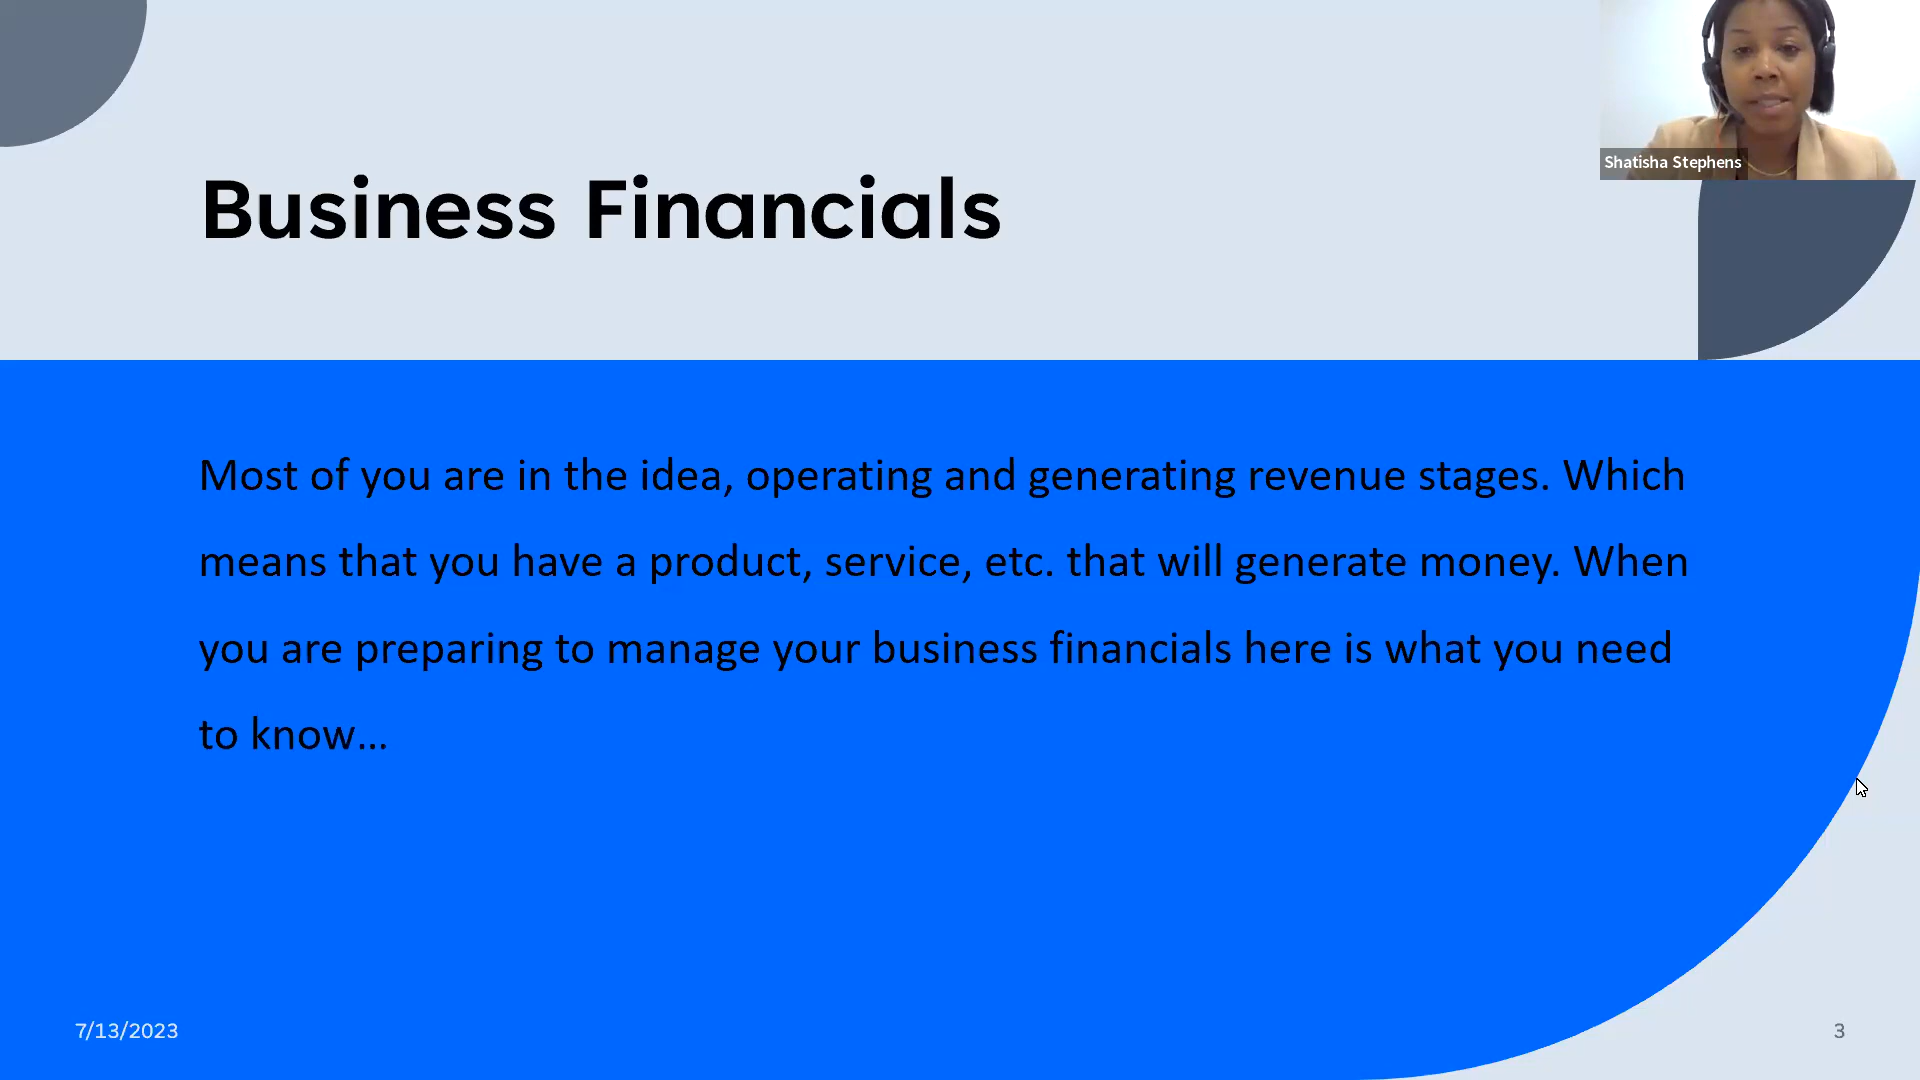 Shatisha Stephens
Business Financials
Most of you are in the idea, operating and generating revenue stages. Which
means that you have a product, service, etc. that will generate money. When
you are preparing to manage your business financials here is what you need
to know...
7/13/2023
3